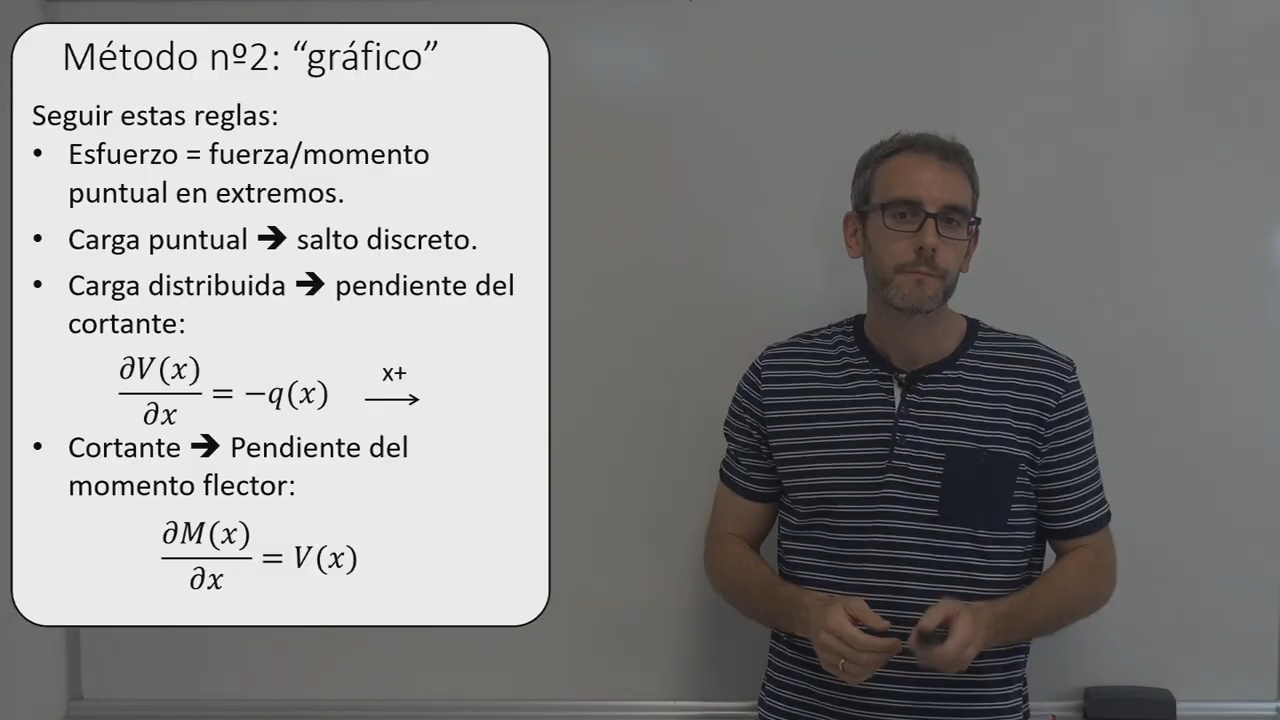 Método nº2: “gráfico”
Seguir estas reglas:
• Esfuerzo = fuerza/momento
puntual en extremos.
• Carga puntual 🡺 salto discreto.
• Carga distribuida 🡺 pendiente del
cortante:
∂V(x)/∂x = −q(x) x+ ⟶
• Cortante 🡺 Pendiente del
momento flector:
∂M(x)/∂x = V(x)